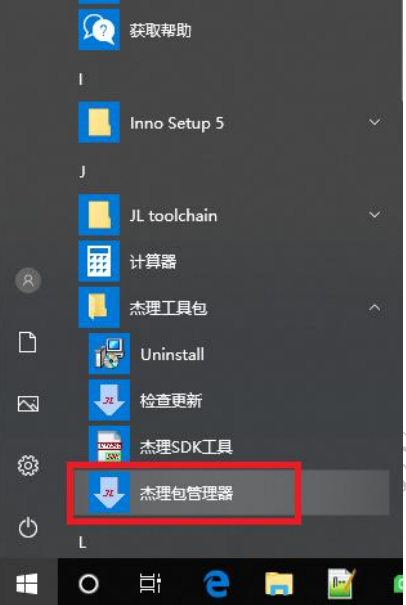 获取帮助
I
Inno Setup 5
J
JL toolchain
计算器
杰理工具包
Uninstall
检查更新
杰理SDK工具
杰理包管理器
L